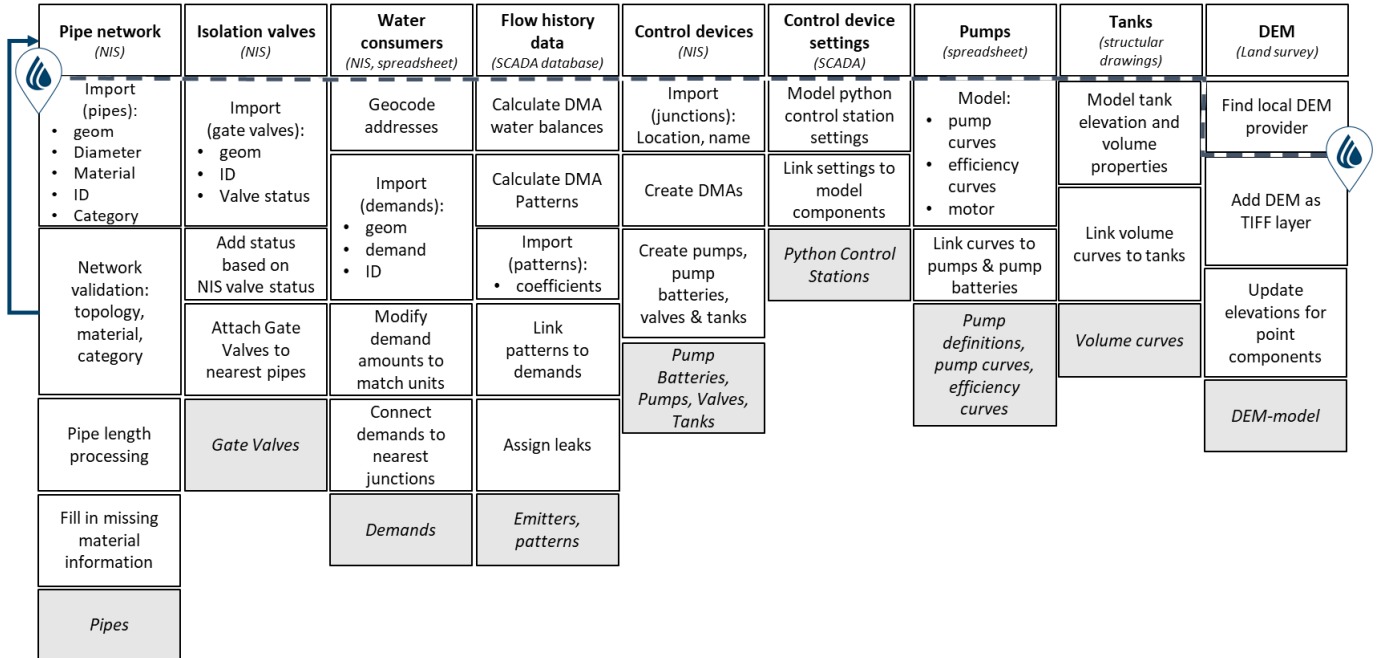 Pipe network
(NIS)
Import
(pipes):
• geom
• Diameter
• Material
• ID
• Category
Network
validation:
topology,
material,
category
Pipe length
processing
Fill in missing
material
information
Pipes
Isolation valves
(NIS)
Import
(gate valves):
• geom
• ID
• Valve status
Add status
based on
NIS valve status
Attach Gate
Valves to
nearest pipes
Gate Valves
Water
consumers
(NIS, spreadsheet)
Geocode
addresses
Import
(demands):
• geom
• demand
• ID
Modify
demand
amounts to
match units
Connect
demands to
nearest
junctions
Demands
Flow history
data
(SCADA database)
Calculate DMA
water balances
Calculate DMA
Patterns
Import
(patterns):
• coefficients
Link
patterns to
demands
Assign leaks
Emitters,
patterns
Control devices
(NIS)
Import
(junctions):
Location, name
Create DMAs
Create pumps,
pump
batteries,
valves & tanks
Pump
Batteries,
Pumps, Valves,
Tanks
Control device
settings
(SCADA)
Model python
control station
settings
Link settings to
model
components
Python Control
Stations
Pumps
(spreadsheet)
Model:
• pump
curves
• efficiency
curves
• motor
Link curves to
pumps & pump
batteries
Pump
definitions,
pump curves,
efficiency
curves
Tanks
(structular
drawings)
Model tank
elevation and
volume
properties
Link volume
curves to tanks
Volume curves
DEM
(Land survey)
Find local DEM
provider
Add DEM as
TIFF layer
Update
elevations for
point
components
DEM-model